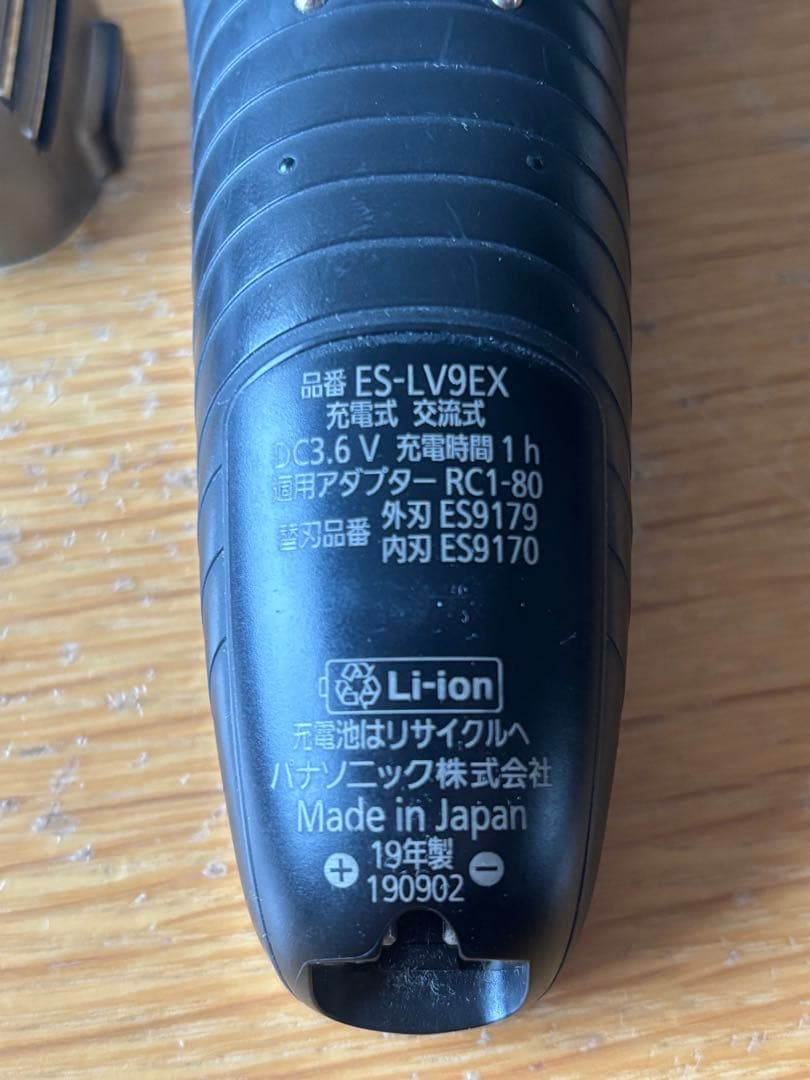 品番 ES-LV9EX
充電式 交流式
DC3.6 V 充電時間 1 h
適用アダプター RC1-80
替刃品番 外刃 ES9179
内刃 ES9170
Li-ion
充電池はリサイクルへ
パナソニック株式会社
Made in Japan
+ 19年製 -
190902